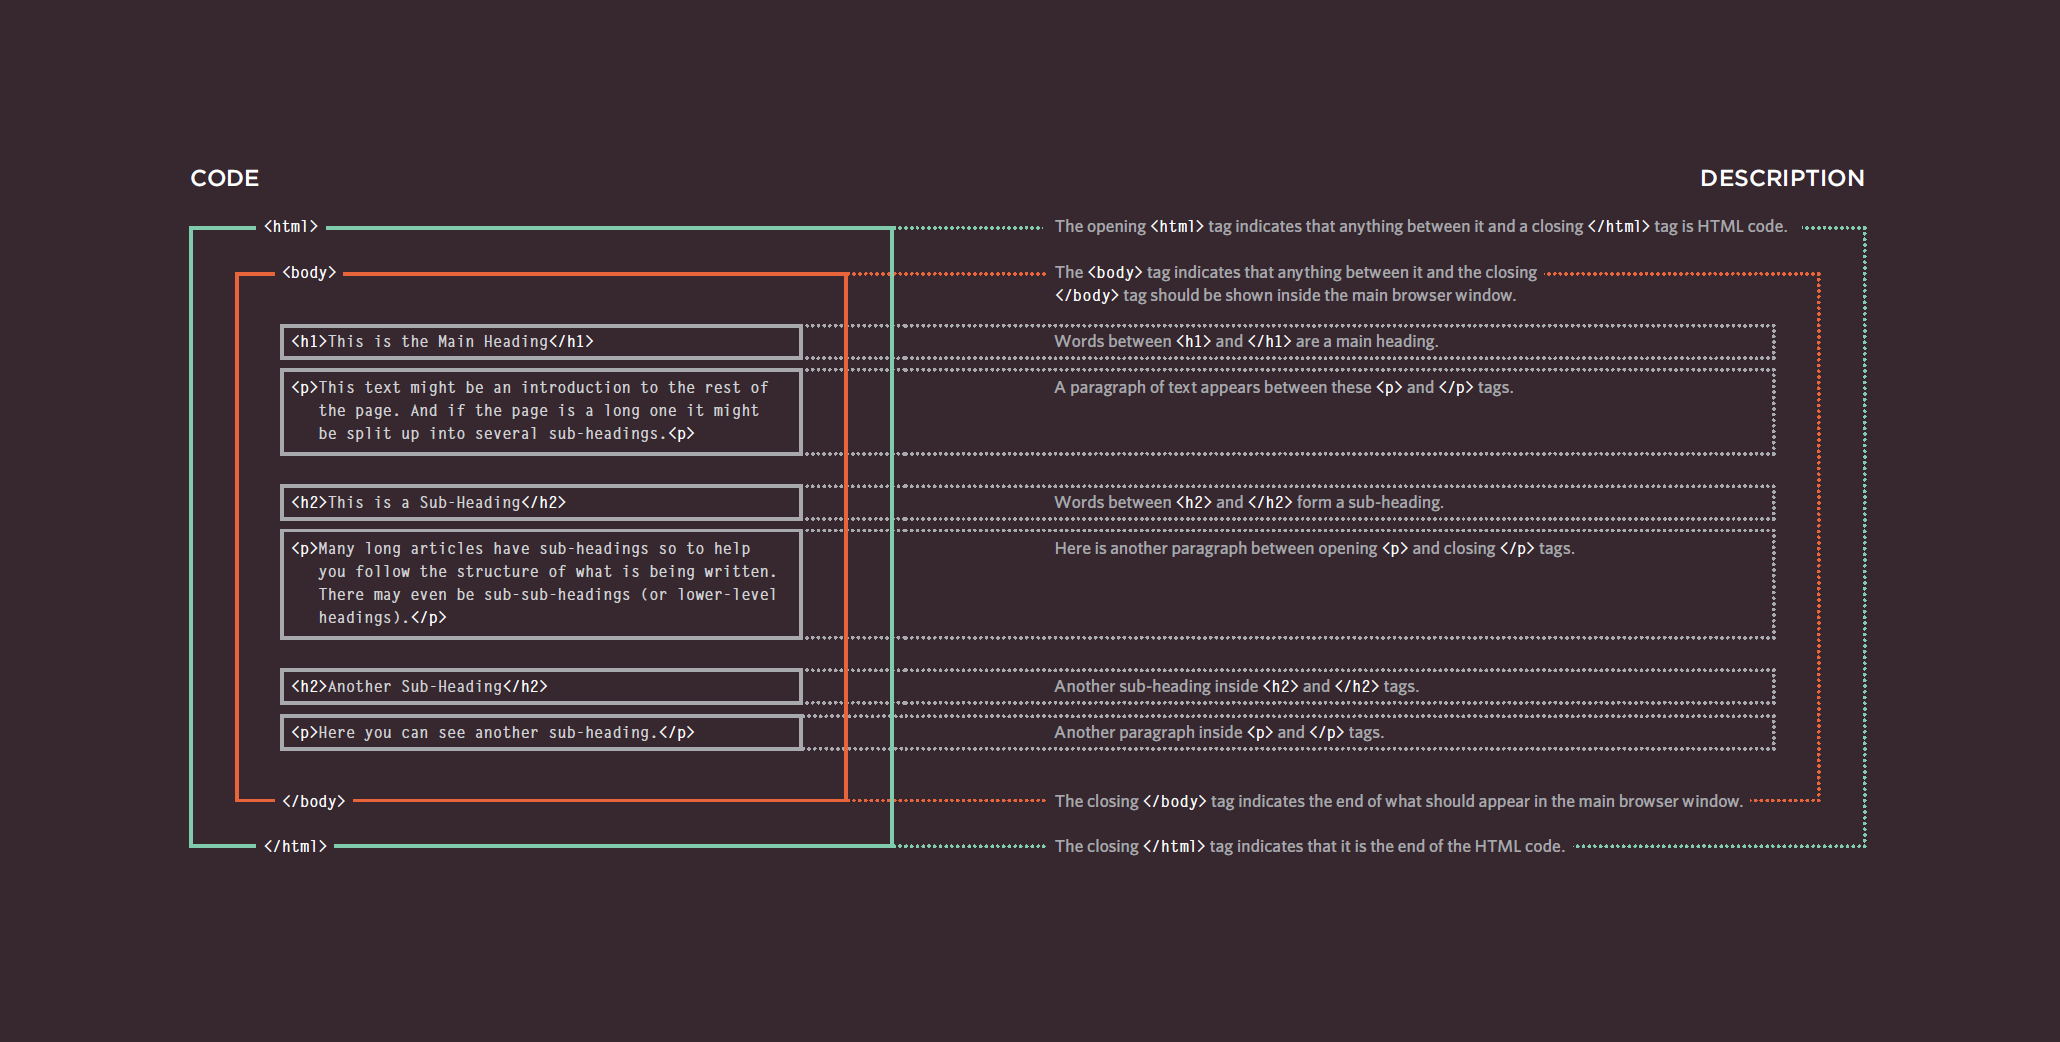 CODE
DESCRIPTION
<html>
The opening <html> tag indicates that anything between it and a closing </html> tag is HTML code.
<body>
The <body> tag indicates that anything between it and the closing
</body> tag should be shown inside the main browser window.
<h1>This is the Main Heading</h1>
Words between <h1> and </h1> are a main heading.
<p>This text might be an introduction to the rest of
the page. And if the page is a long one it might
be split up into several sub-headings.<p>
A paragraph of text appears between these <p> and </p> tags.
<h2>This is a Sub-Heading</h2>
Words between <h2> and </h2> form a sub-heading.
<p>Many long articles have sub-headings so to help
you follow the structure of what is being written.
There may even be sub-sub-headings (or lower-level
headings).</p>
Here is another paragraph between opening <p> and closing </p> tags.
<h2>Another Sub-Heading</h2>
Another sub-heading inside <h2> and </h2> tags.
<p>Here you can see another sub-heading.</p>
Another paragraph inside <p> and </p> tags.
</body>
The closing </body> tag indicates the end of what should appear in the main browser window.
</html>
The closing </html> tag indicates that it is the end of the HTML code.